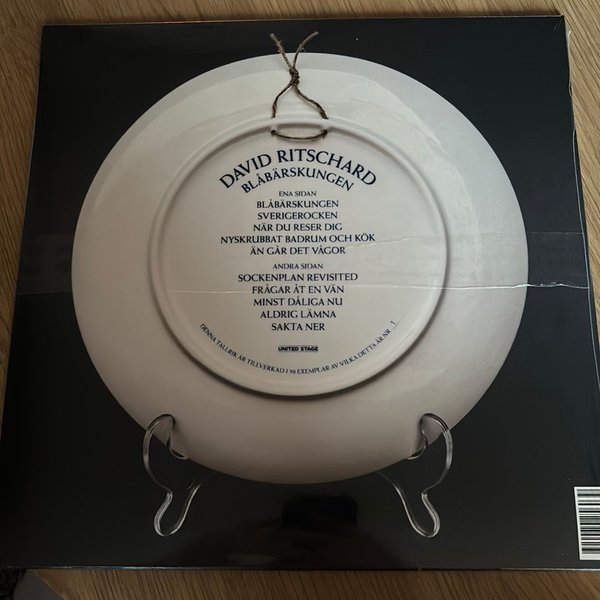 DAVID RITSCHARD
BLÅBÄRSKUNGEN
ENA SIDAN
BLÅBÄRSKUNGEN
SVERIGEROCKEN
NÄR DU RESER DIG
NYSKRUBBAT BADRUM OCH KÖK
ÄN GÅR DET VÅGOR
ANDRA SIDAN
SOCKENPLAN REVISITED
FRÅGAR ÅT EN VÄN
MINST DÅLIGA NU
ALDRIG LÄMNA
SAKTA NER
UNITED STAGE
DENNA TALLRIK ÄR TILLVERKAD I 50 EXEMPLAR AV VILKA DETTA ÄR NR 1